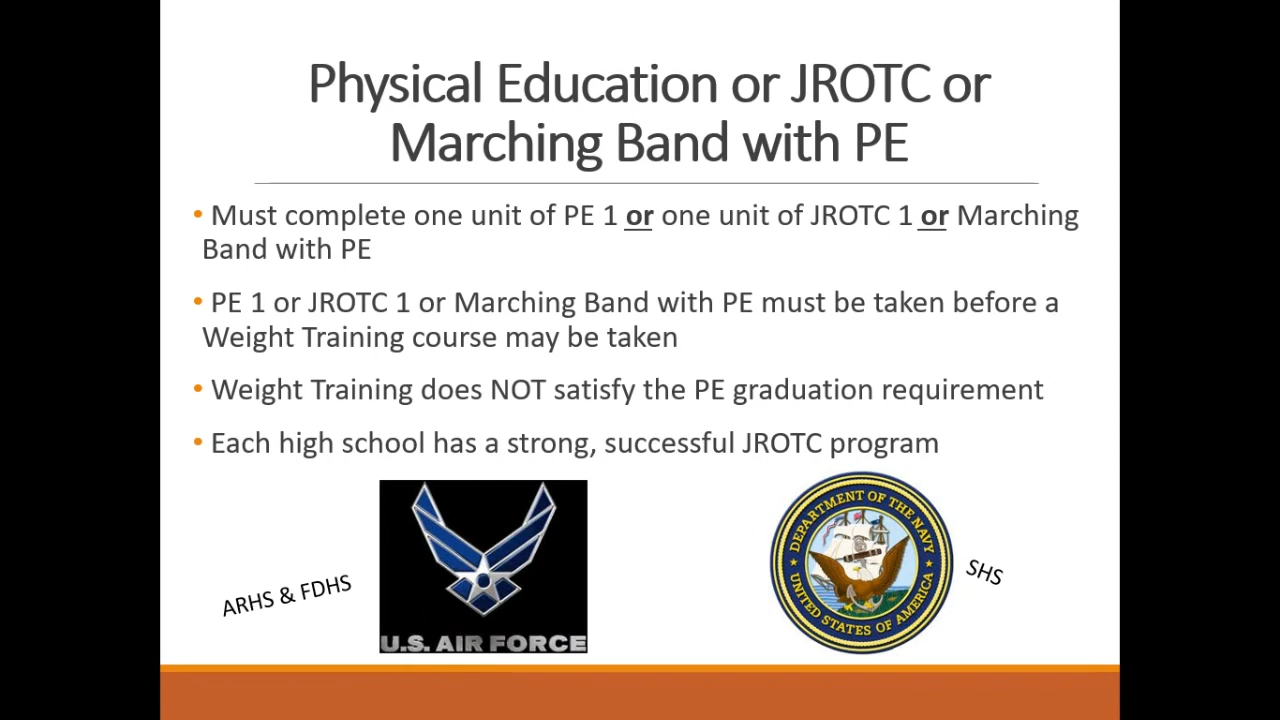 Physical Education or JROTC or
Marching Band with PE
• Must complete one unit of PE 1 or one unit of JROTC 1 or Marching
Band with PE
• PE 1 or JROTC 1 or Marching Band with PE must be taken before a
Weight Training course may be taken
• Weight Training does NOT satisfy the PE graduation requirement
• Each high school has a strong, successful JROTC program
ARHS & FDHS
U.S. AIR FORCE
DEPARTMENT OF THE NAVY
UNITED STATES OF AMERICA
SHS